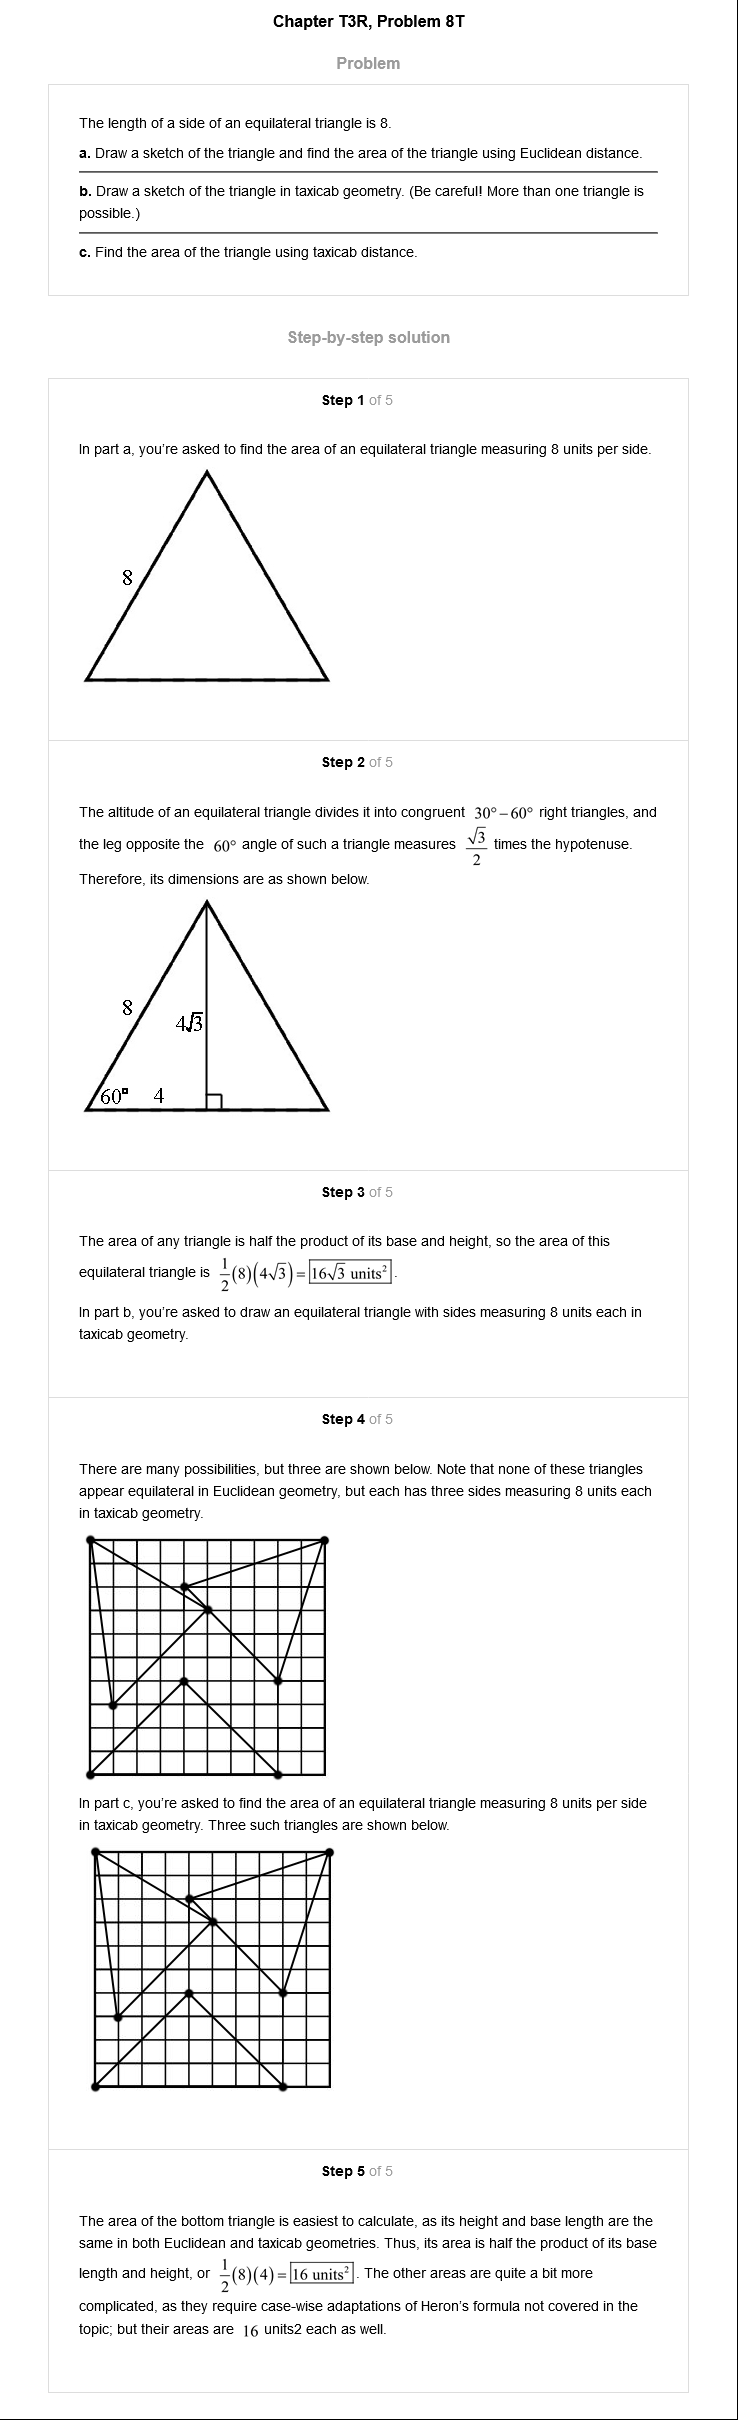 Chapter T3R, Problem 8T
Problem
The length of a side of an equilateral triangle is 8.
a. Draw a sketch of the triangle and find the area of the triangle using Euclidean distance.
b. Draw a sketch of the triangle in taxicab geometry. (Be careful! More than one triangle is
possible.)
c. Find the area of the triangle using taxicab distance.
Step-by-step solution
Step 1 of 5
In part a, you're asked to find the area of an equilateral triangle measuring 8 units per side.
8
Step 2 of 5
The altitude of an equilateral triangle divides it into congruent 30°–60° right triangles, and
the leg opposite the 60° angle of such a triangle measures √3/2 times the hypotenuse.
Therefore, its dimensions are as shown below.
8
4√3
60° 4
Step 3 of 5
The area of any triangle is half the product of its base and height, so the area of this
equilateral triangle is 1/2(8)(4√3)=16√3 units².
In part b, you're asked to draw an equilateral triangle with sides measuring 8 units each in
taxicab geometry.
Step 4 of 5
There are many possibilities, but three are shown below. Note that none of these triangles
appear equilateral in Euclidean geometry, but each has three sides measuring 8 units each
in taxicab geometry.
In part c, you're asked to find the area of an equilateral triangle measuring 8 units per side
in taxicab geometry. Three such triangles are shown below.
Step 5 of 5
The area of the bottom triangle is easiest to calculate, as its height and base length are the
same in both Euclidean and taxicab geometries. Thus, its area is half the product of its base
length and height, or 1/2(8)(4)=16 units². The other areas are quite a bit more
complicated, as they require case-wise adaptations of Heron's formula not covered in the
topic; but their areas are 16 units2 each as well.